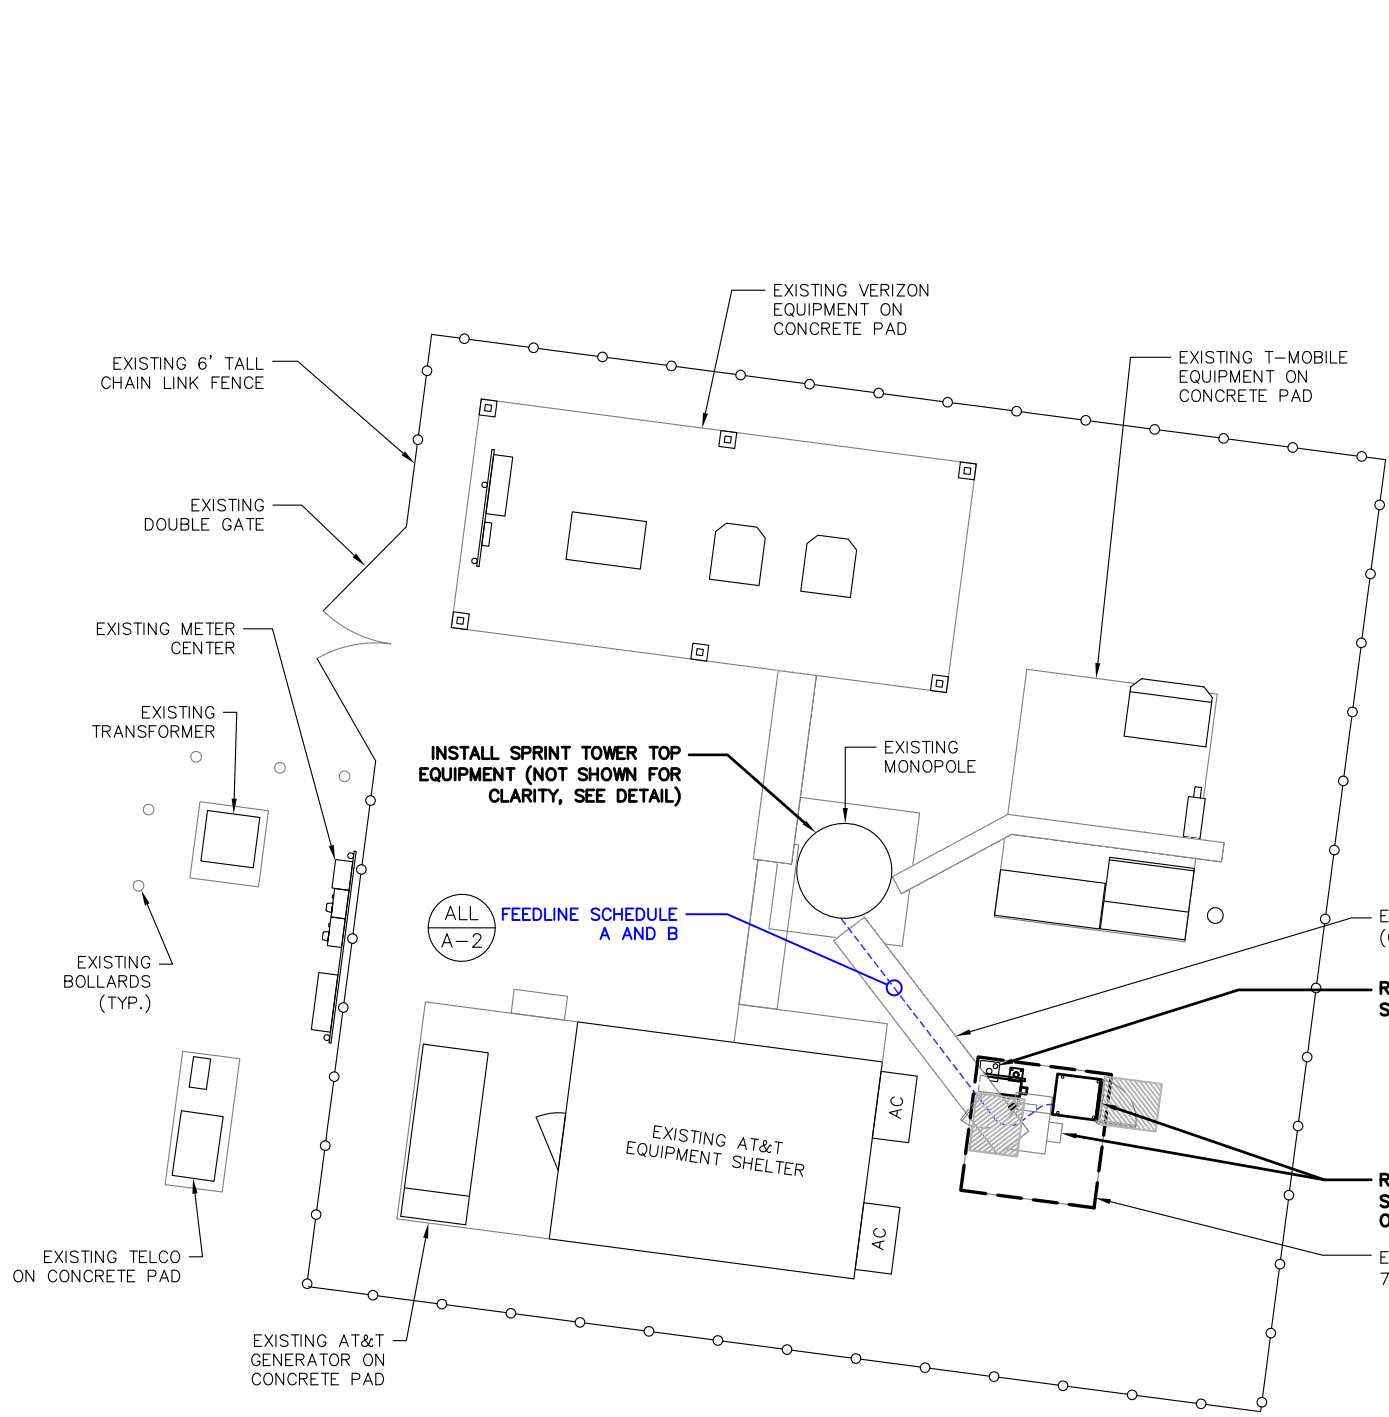 EXISTING VERIZON
EQUIPMENT ON
CONCRETE PAD
EXISTING 6' TALL
CHAIN LINK FENCE
EXISTING T-MOBILE
EQUIPMENT ON
CONCRETE PAD
EXISTING
DOUBLE GATE
EXISTING METER
CENTER
EXISTING
TRANSFORMER
INSTALL SPRINT TOWER TOP
EQUIPMENT (NOT SHOWN FOR
CLARITY, SEE DETAIL)
EXISTING
MONOPOLE
ALL
A-2
FEEDLINE SCHEDULE
A AND B
E
(
EXISTING
BOLLARDS
(TYP.)
R
S
AC
EXISTING AT&T
EQUIPMENT SHELTER
R
S
O
AC
EXISTING TELCO
ON CONCRETE PAD
E
7
EXISTING AT&T
GENERATOR ON
CONCRETE PAD